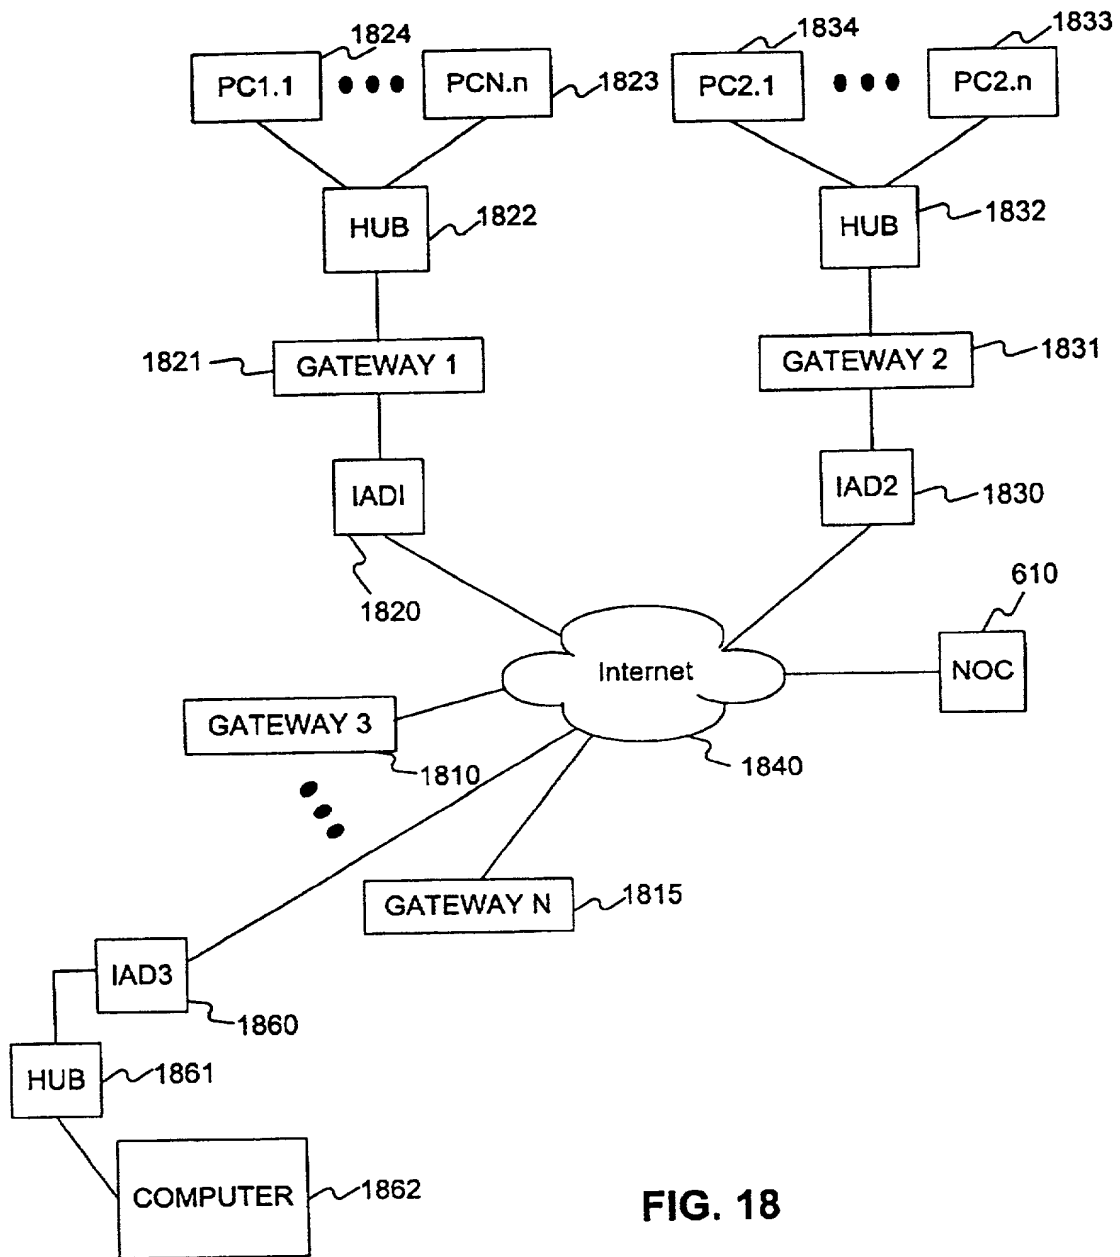 1824
1834
1833
PC1.1
PCN.n
1823
PC2.1
PC2.n
HUB
1822
HUB
1832
1821
GATEWAY 1
GATEWAY 2
1831
IADI
IAD2
1830
1820
610
Internet
NOC
GATEWAY 3
1810
1840
GATEWAY N
1815
IAD3
1860
HUB
1861
COMPUTER
1862
FIG. 18